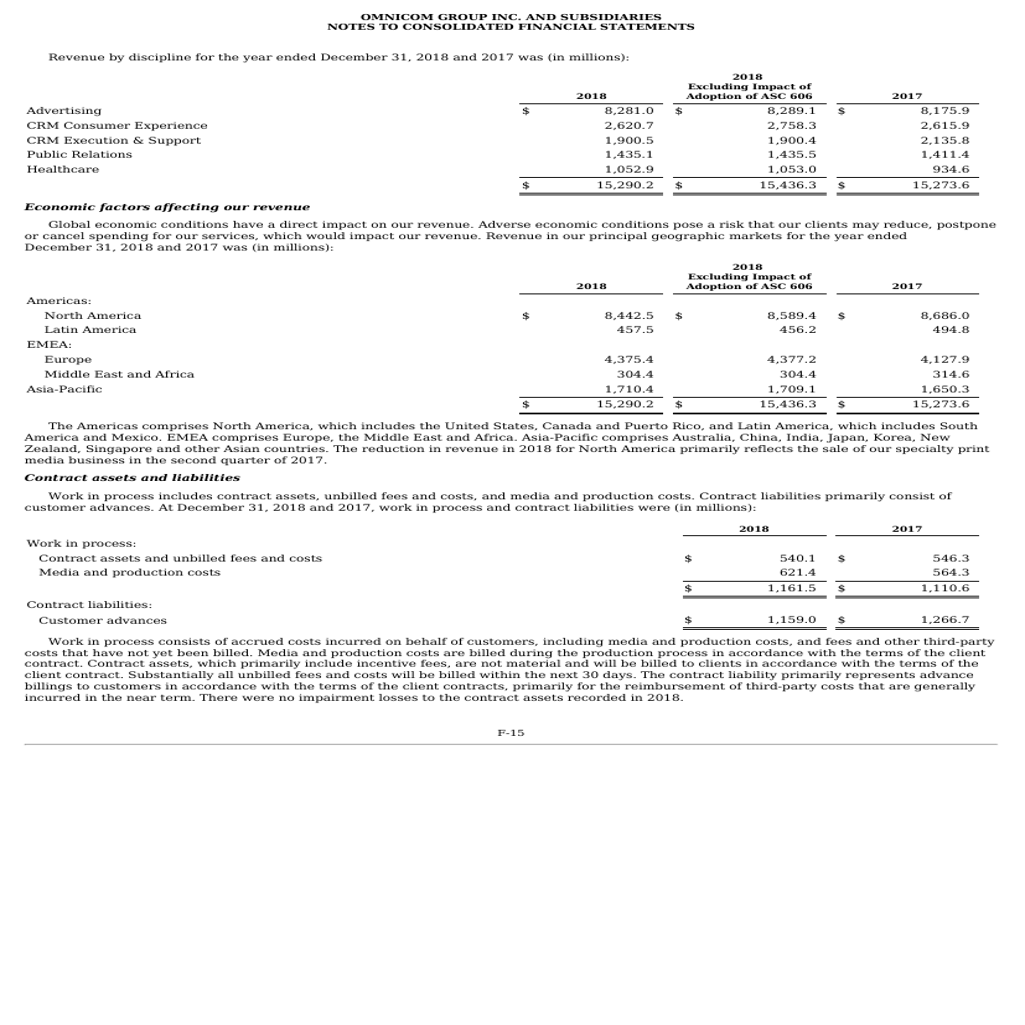 OMNICOM GROUP INC. AND SUBSIDIARIES
NOTES TO CONSOLIDATED FINANCIAL STATEMENTS
Revenue by discipline for the year ended December 31, 2018 and 2017 was (in millions):
2018
Excluding Impact of
2018 Adoption of ASC 606 2017
Advertising $ 8,281.0 $ 8,289.1 $ 8,175.9
CRM Consumer Experience 2,620.7 2,758.3 2,615.9
CRM Execution & Support 1,900.5 1,900.4 2,135.8
Public Relations 1,435.1 1,435.5 1,411.4
Healthcare 1,052.9 1,053.0 934.6
$ 15,290.2 $ 15,436.3 $ 15,273.6
Economic factors affecting our revenue
Global economic conditions have a direct impact on our revenue. Adverse economic conditions pose a risk that our clients may reduce, postpone
or cancel spending for our services, which would impact our revenue. Revenue in our principal geographic markets for the year ended
December 31, 2018 and 2017 was (in millions):
2018
Excluding Impact of
2018 Adoption of ASC 606 2017
Americas:
North America $ 8,442.5 $ 8,589.4 $ 8,686.0
Latin America 457.5 456.2 494.8
EMEA:
Europe 4,375.4 4,377.2 4,127.9
Middle East and Africa 304.4 304.4 314.6
Asia-Pacific 1,710.4 1,709.1 1,650.3
$ 15,290.2 $ 15,436.3 $ 15,273.6
The Americas comprises North America, which includes the United States, Canada and Puerto Rico, and Latin America, which includes South
America and Mexico. EMEA comprises Europe, the Middle East and Africa. Asia-Pacific comprises Australia, China, India, Japan, Korea, New
Zealand, Singapore and other Asian countries. The reduction in revenue in 2018 for North America primarily reflects the sale of our specialty print
media business in the second quarter of 2017.
Contract assets and liabilities
Work in process includes contract assets, unbilled fees and costs, and media and production costs. Contract liabilities primarily consist of
customer advances. At December 31, 2018 and 2017, work in process and contract liabilities were (in millions):
2018 2017
Work in process:
Contract assets and unbilled fees and costs $ 540.1 $ 546.3
Media and production costs 621.4 564.3
$ 1,161.5 $ 1,110.6
Contract liabilities:
Customer advances $ 1,159.0 $ 1,266.7
Work in process consists of accrued costs incurred on behalf of customers, including media and production costs, and fees and other third-party
costs that have not yet been billed. Media and production costs are billed during the production process in accordance with the terms of the client
contract. Contract assets, which primarily include incentive fees, are not material and will be billed to clients in accordance with the terms of the
client contract. Substantially all unbilled fees and costs will be billed within the next 30 days. The contract liability primarily represents advance
billings to customers in accordance with the terms of the client contracts, primarily for the reimbursement of third-party costs that are generally
incurred in the near term. There were no impairment losses to the contract assets recorded in 2018.
F-15